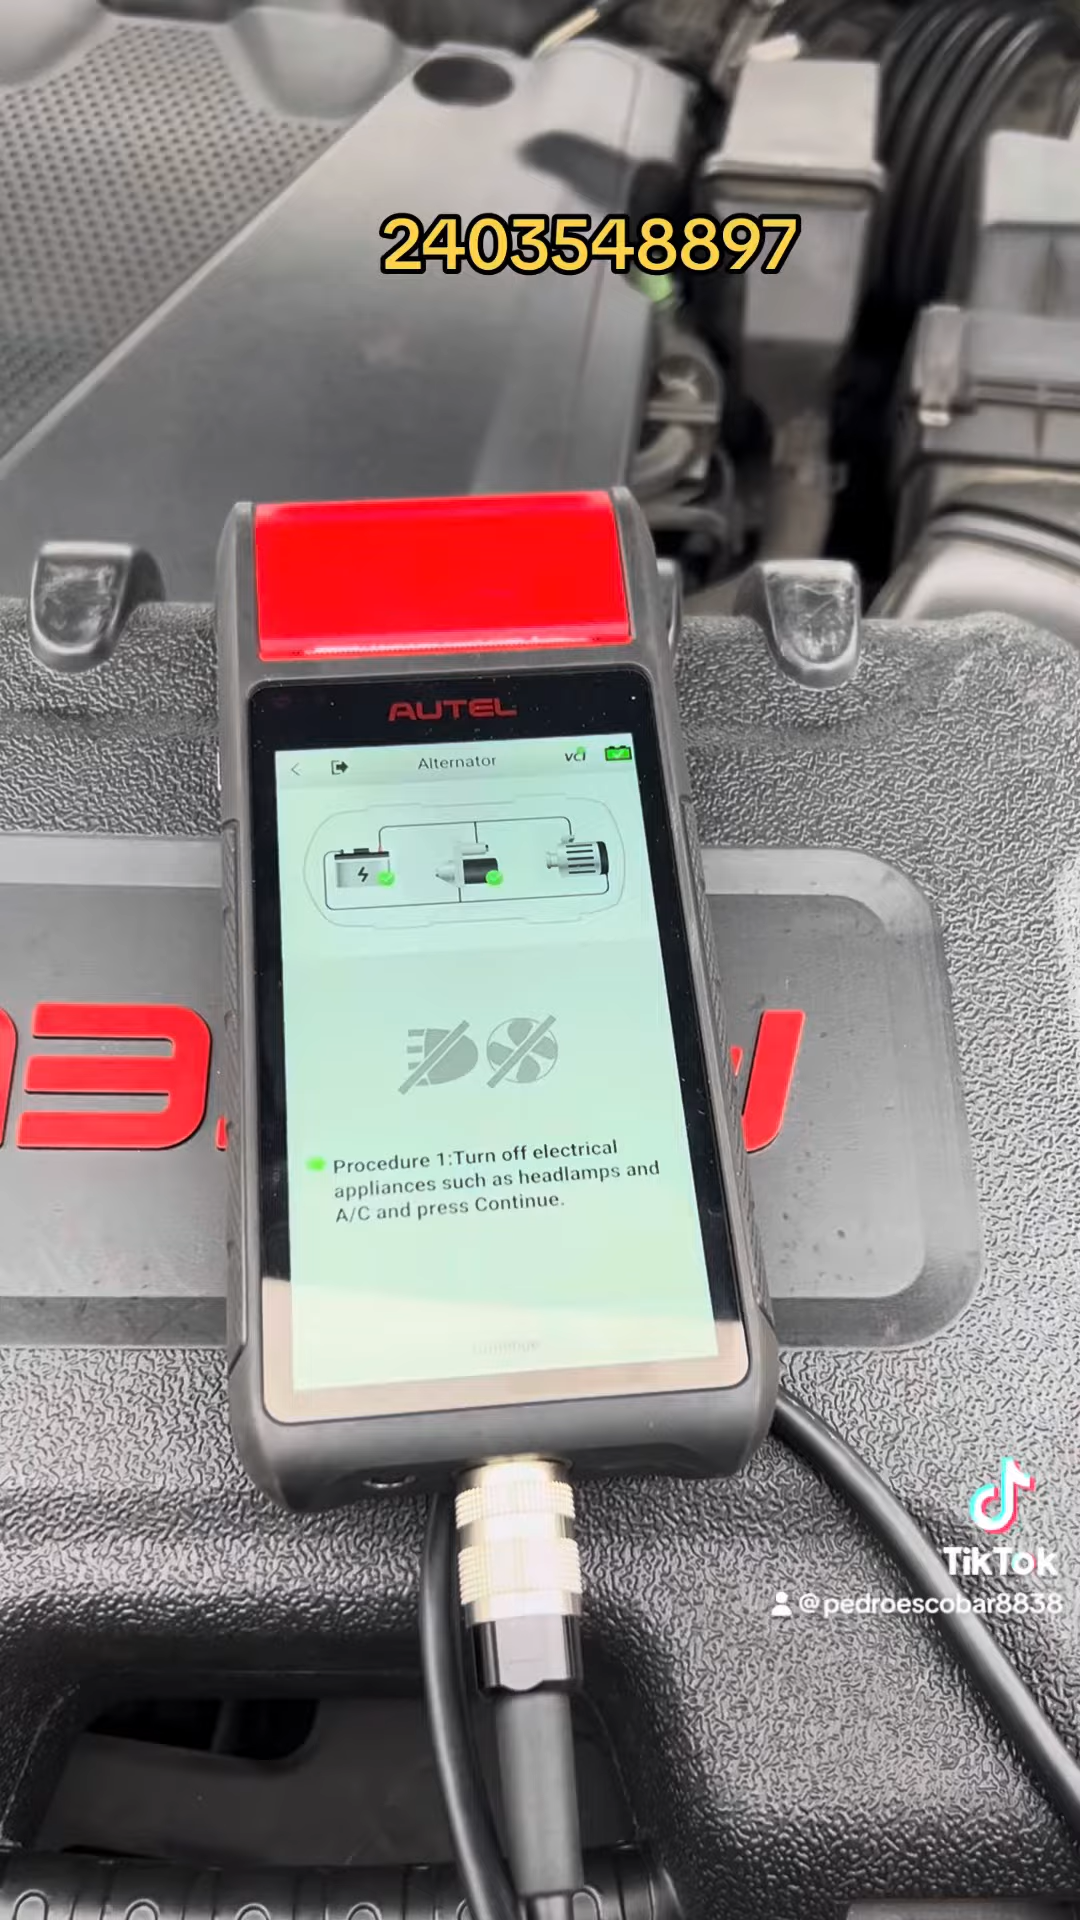 2403548897
AUTEL
Alternator
VCI
Procedure 1:Turn off electrical
appliances such as headlamps and
A/C and press Continue.
Continue
TikTok
@pedroescobar8838